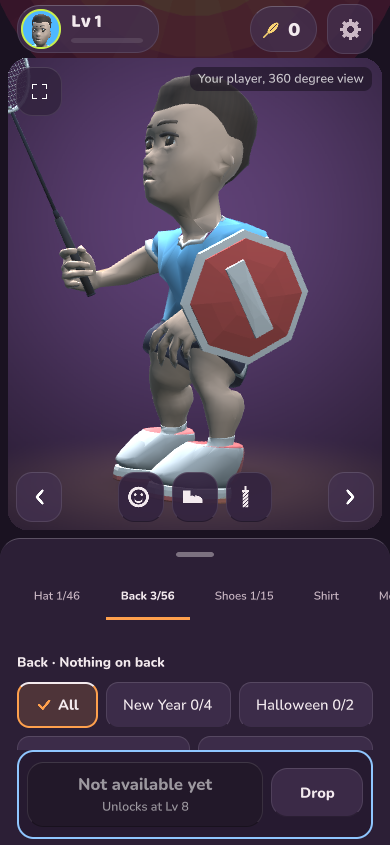 Lv 1
0
Your player, 360 degree view
Hat 1/46
Back 3/56
Shoes 1/15
Shirt
Back · Nothing on back
All
New Year 0/4
Halloween 0/2
Not available yet
Unlocks at Lv 8
Drop